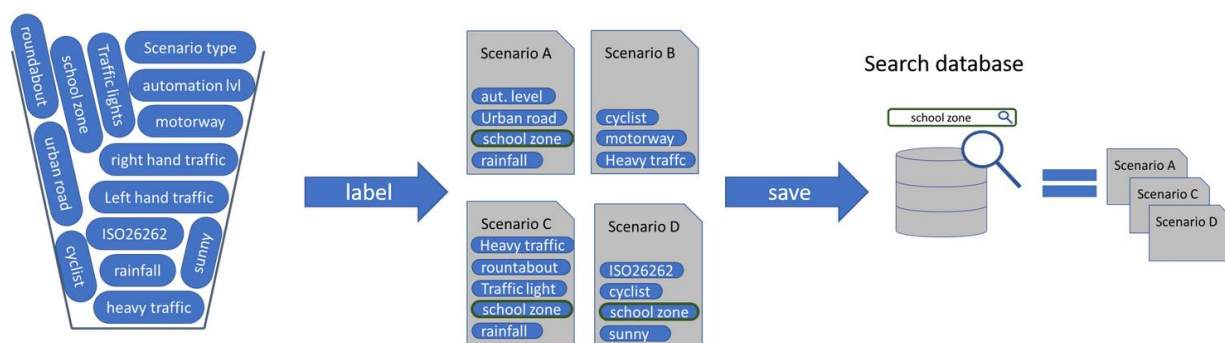 roundabout
school zone
Traffic lights
Scenario type
automation lvl
motorway
urban road
right hand traffic
Left hand traffic
ISO26262
sunny
cyclist
rainfall
heavy traffic
label
Scenario A
aut. level
Urban road
school zone
rainfall
Scenario B
cyclist
motorway
Heavy traffc
Scenario C
Heavy traffic
rountabout
Traffic light
school zone
rainfall
Scenario D
ISO26262
cyclist
school zone
sunny
save
Search database
school zone
Scenario A
Scenario C
Scenario D